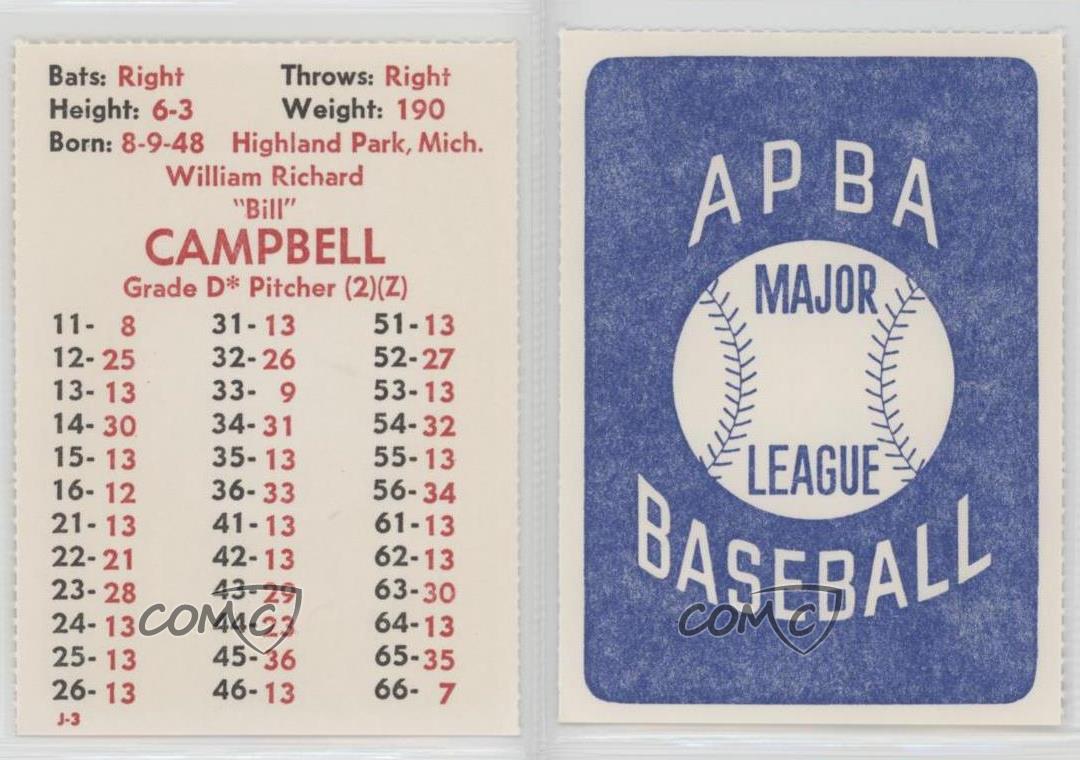 Bats: Right Throws: Right
Height: 6-3 Weight: 190
Born: 8-9-48 Highland Park, Mich.
William Richard
"Bill"
CAMPBELL
Grade D* Pitcher (2)(Z)
11- 8 31-13 51-13
12-25 32-26 52-27
13-13 33- 9 53-13
14-30 34-31 54-32
15-13 35-13 55-13
16-12 36-33 56-34
21-13 41-13 61-13
22-21 42-13 62-13
23-28 43-29 63-30
24-13 44-23 64-13
25-13 45-36 65-35
26-13 46-13 66- 7
J-3
COMC
APBA
MAJOR
LEAGUE
BASEBALL
COMC